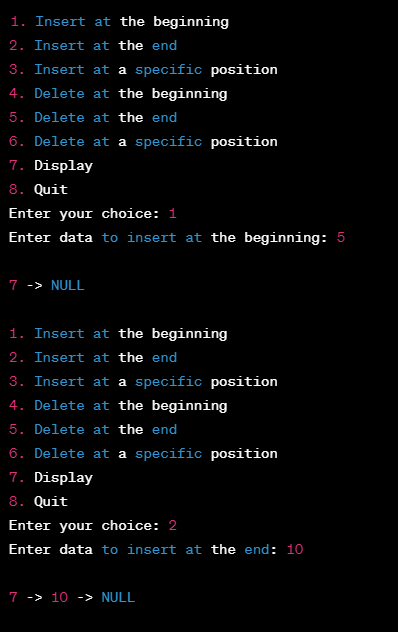 1. Insert at the beginning
2. Insert at the end
3. Insert at a specific position
4. Delete at the beginning
5. Delete at the end
6. Delete at a specific position
7. Display
8. Quit
Enter your choice: 1
Enter data to insert at the beginning: 5
7 -> NULL
1. Insert at the beginning
2. Insert at the end
3. Insert at a specific position
4. Delete at the beginning
5. Delete at the end
6. Delete at a specific position
7. Display
8. Quit
Enter your choice: 2
Enter data to insert at the end: 10
7 -> 10 -> NULL